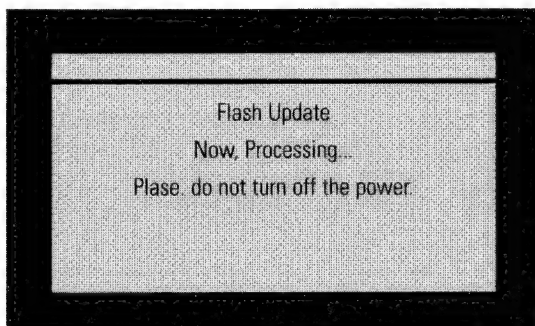 Flash Update
Now, Processing...
Plase. do not turn off the power.